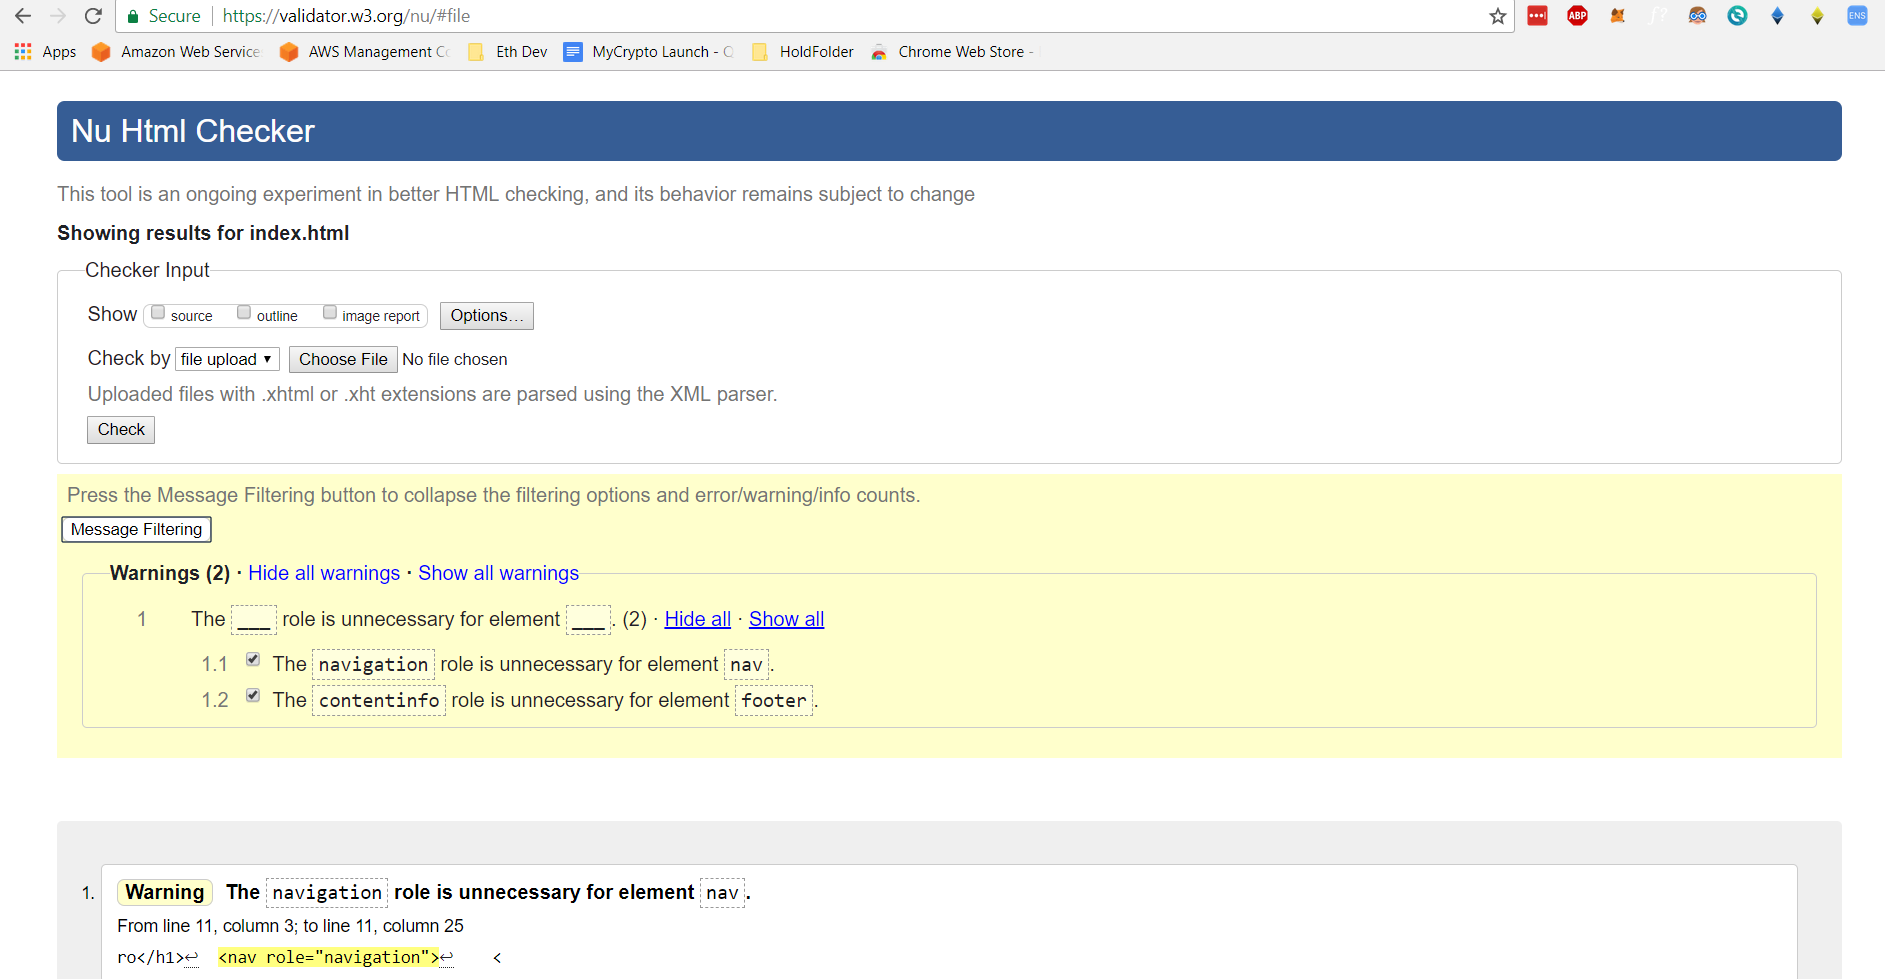 Secure https://validator.w3.org/nu/#file
ABP f? ENS
Apps Amazon Web Service AWS Management Co Eth Dev MyCrypto Launch - Q HoldFolder Chrome Web Store -
Nu Html Checker
This tool is an ongoing experiment in better HTML checking, and its behavior remains subject to change
Showing results for index.html
Checker Input
Show source outline image report Options...
Check by file upload Choose File No file chosen
Uploaded files with .xhtml or .xht extensions are parsed using the XML parser.
Check
Press the Message Filtering button to collapse the filtering options and error/warning/info counts.
Message Filtering
Warnings (2) · Hide all warnings · Show all warnings
1 The ___ role is unnecessary for element ___. (2) · Hide all · Show all
1.1 The navigation role is unnecessary for element nav.
1.2 The contentinfo role is unnecessary for element footer.
1. Warning The navigation role is unnecessary for element nav.
From line 11, column 3; to line 11, column 25
ro</h1>↩ <nav role="navigation">↩ <